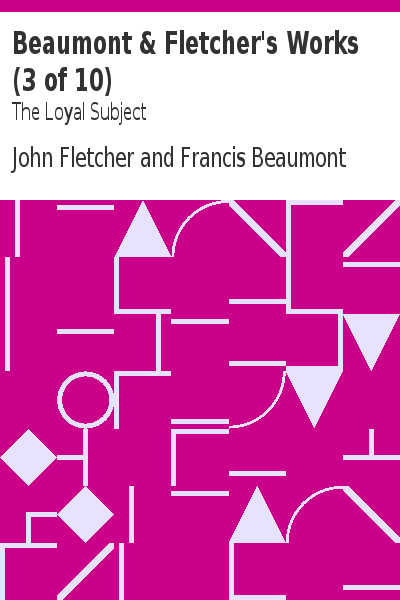 Beaumont & Fletcher's Works
(3 of 10)
The Loyal Subject
John Fletcher and Francis Beaumont